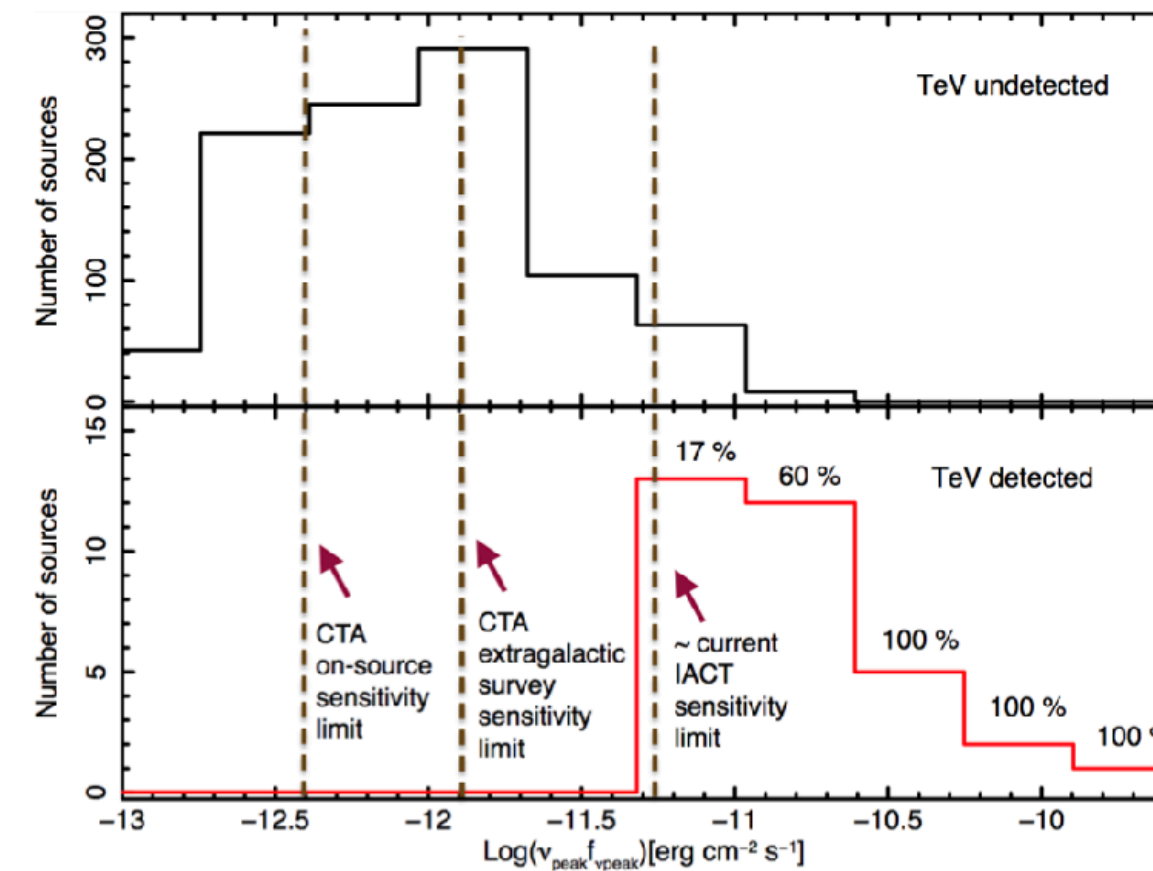 300
200
100
0
Number of sources
TeV undetected
15
10
5
0
Number of sources
17 %
60 %
TeV detected
100 %
100 %
100 %
CTA
on-source
sensitivity
limit
CTA
extragalactic
survey
sensitivity
limit
~ current
IACT
sensitivity
limit
−13
−12.5
−12
−11.5
−11
−10.5
−10
Log(νpeakfνpeak)[erg cm⁻² s⁻¹]